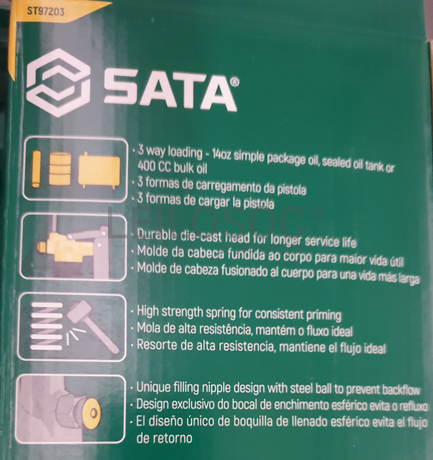 ST97203
SATA®
· 3 way loading - 14oz simple package oil, sealed oil tank or
400 CC bulk oil
· 3 formas de carregamento da pistola
· 3 formas de cargar la pistola
· Durable die-cast head for longer service life
· Molde da cabeca fundida ao corpo para maior vida útil
· Molde de cabeza fusionado al cuerpo para una vida más larga
· High strength spring for consistent priming
· Mola de alta resistência, mantém o fluxo ideal
· Resorte de alta resistencia, mantiene el flujo ideal
· Unique filling nipple design with steel ball to prevent backflow
· Design exclusivo do bocal de enchimento esférico evita o refluxo
· El diseño único de boquilla de llenado esférico evita el flujo
de retorno